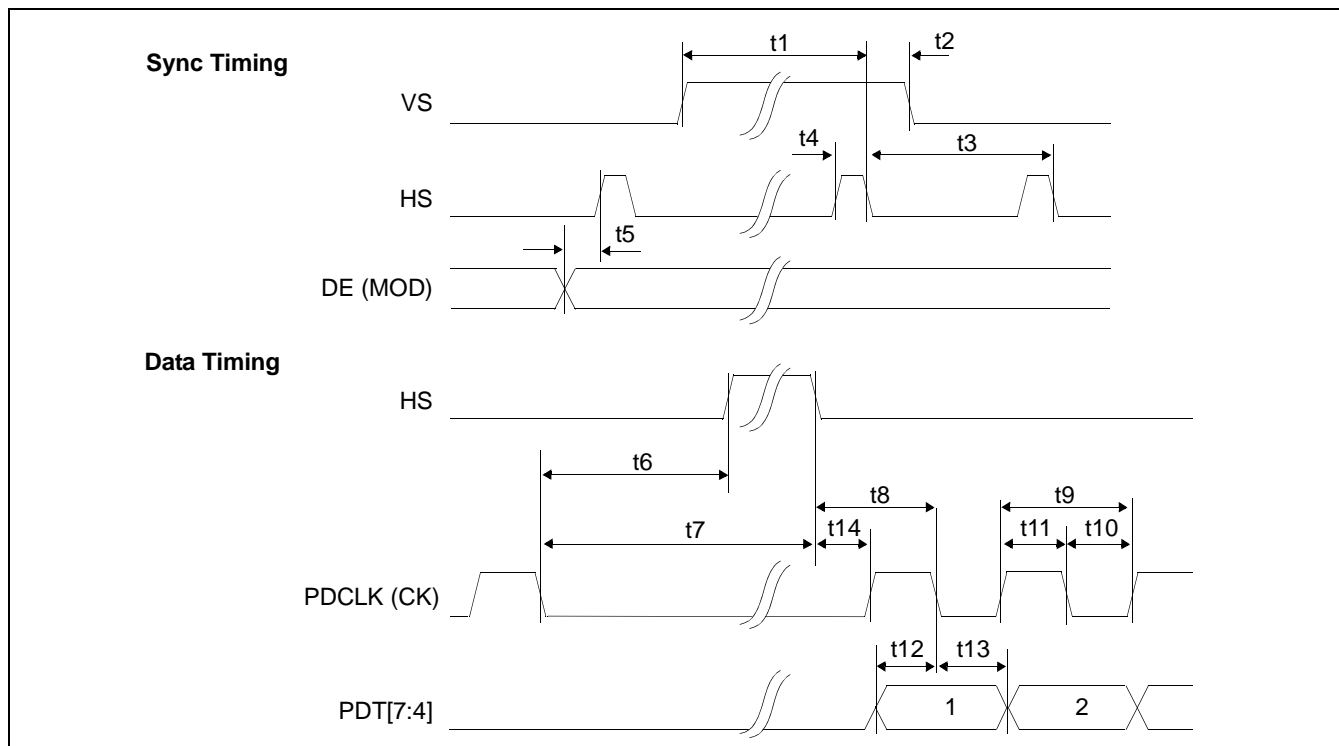 Sync Timing
t1
t2
VS
t4
t3
HS
t5
DE (MOD)
Data Timing
HS
t6
t8
t9
t7
t14
t11
t10
PDCLK (CK)
t12
t13
PDT[7:4]
1
2